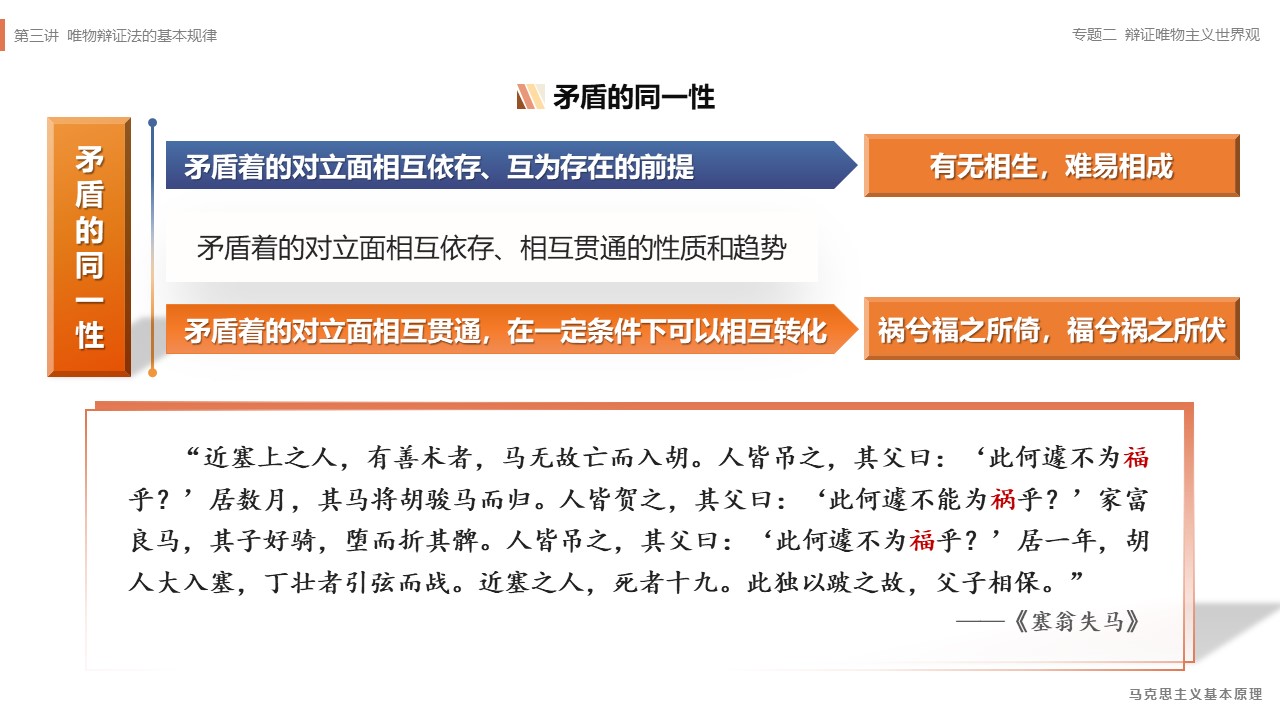 第三讲 唯物辩证法的基本规律
专题二 辩证唯物主义世界观
矛盾的同一性
矛盾的同一性
矛盾着的对立面相互依存、互为存在的前提
有无相生，难易相成
矛盾着的对立面相互依存、相互贯通的性质和趋势
矛盾着的对立面相互贯通，在一定条件下可以相互转化
祸兮福之所倚，福兮祸之所伏
“近塞上之人，有善术者，马无故亡而入胡。人皆吊之，其父曰：‘此何遽不为福
乎？’居数月，其马将胡骏马而归。人皆贺之，其父曰：‘此何遽不能为祸乎？’家富
良马，其子好骑，堕而折其髀。人皆吊之，其父曰：‘此何遽不为福乎？’居一年，胡
人大入塞，丁壮者引弦而战。近塞之人，死者十九。此独以跛之故，父子相保。”
——《塞翁失马》
马克思主义基本原理